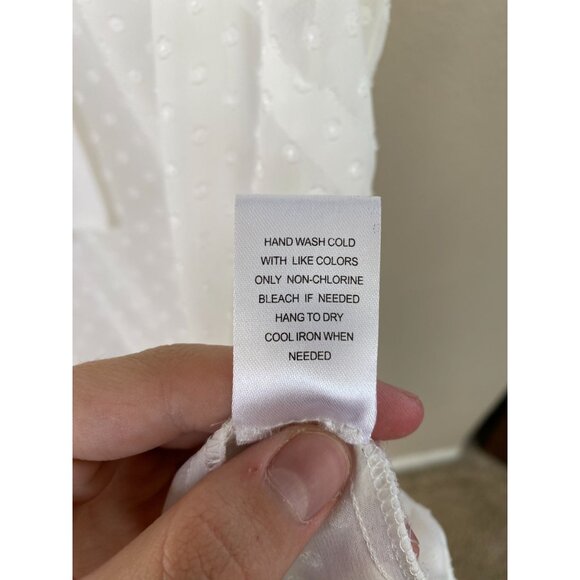 HAND WASH COLD
WITH LIKE COLORS
ONLY NON-CHLORINE
BLEACH IF NEEDED
HANG TO DRY
COOL IRON WHEN
NEEDED